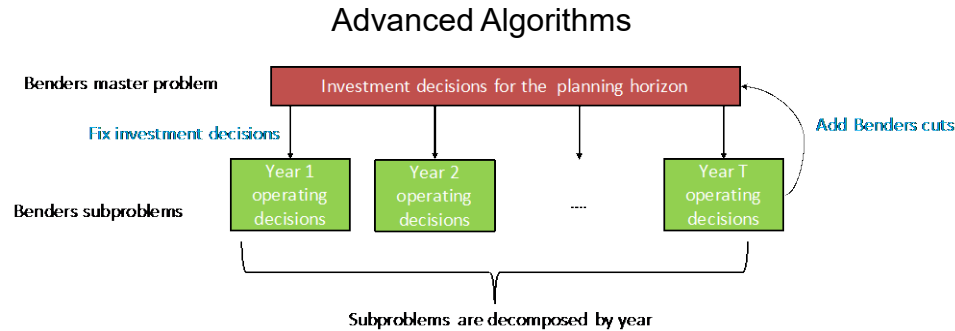 Advanced Algorithms
Benders master problem
Investment decisions for the planning horizon
Fix investment decisions
Add Benders cuts
Benders subproblems
Year 1
operating
decisions
Year 2
operating
decisions
....
Year T
operating
decisions
Subproblems are decomposed by year